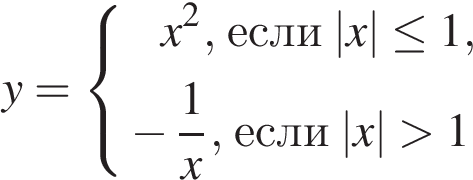 y = { x², если |x| ≤ 1,
− 1/x, если |x| > 1